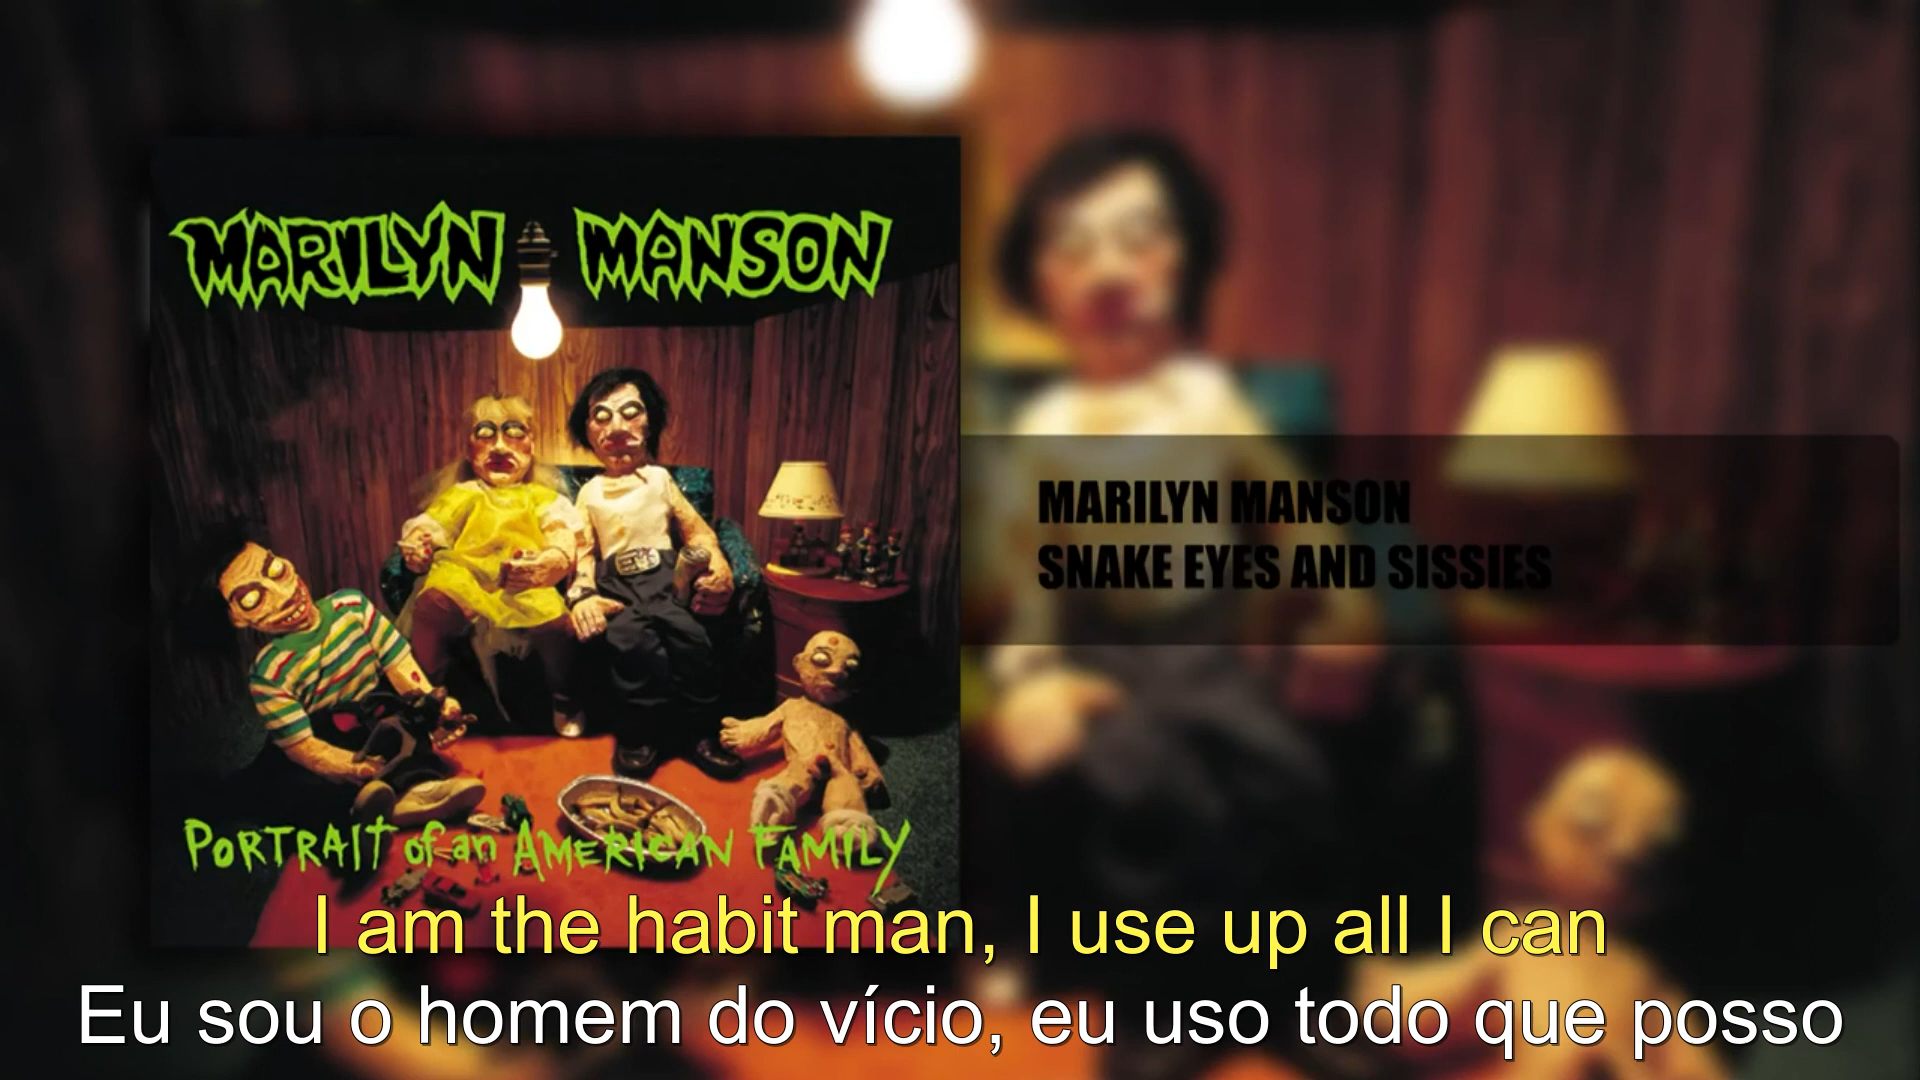 MARILYN MANSON
PORTRAIT of an AMERICAN FAMILY
MARILYN MANSON
SNAKE EYES AND SISSIES
I am the habit man, I use up all I can
Eu sou o homem do vício, eu uso todo que posso